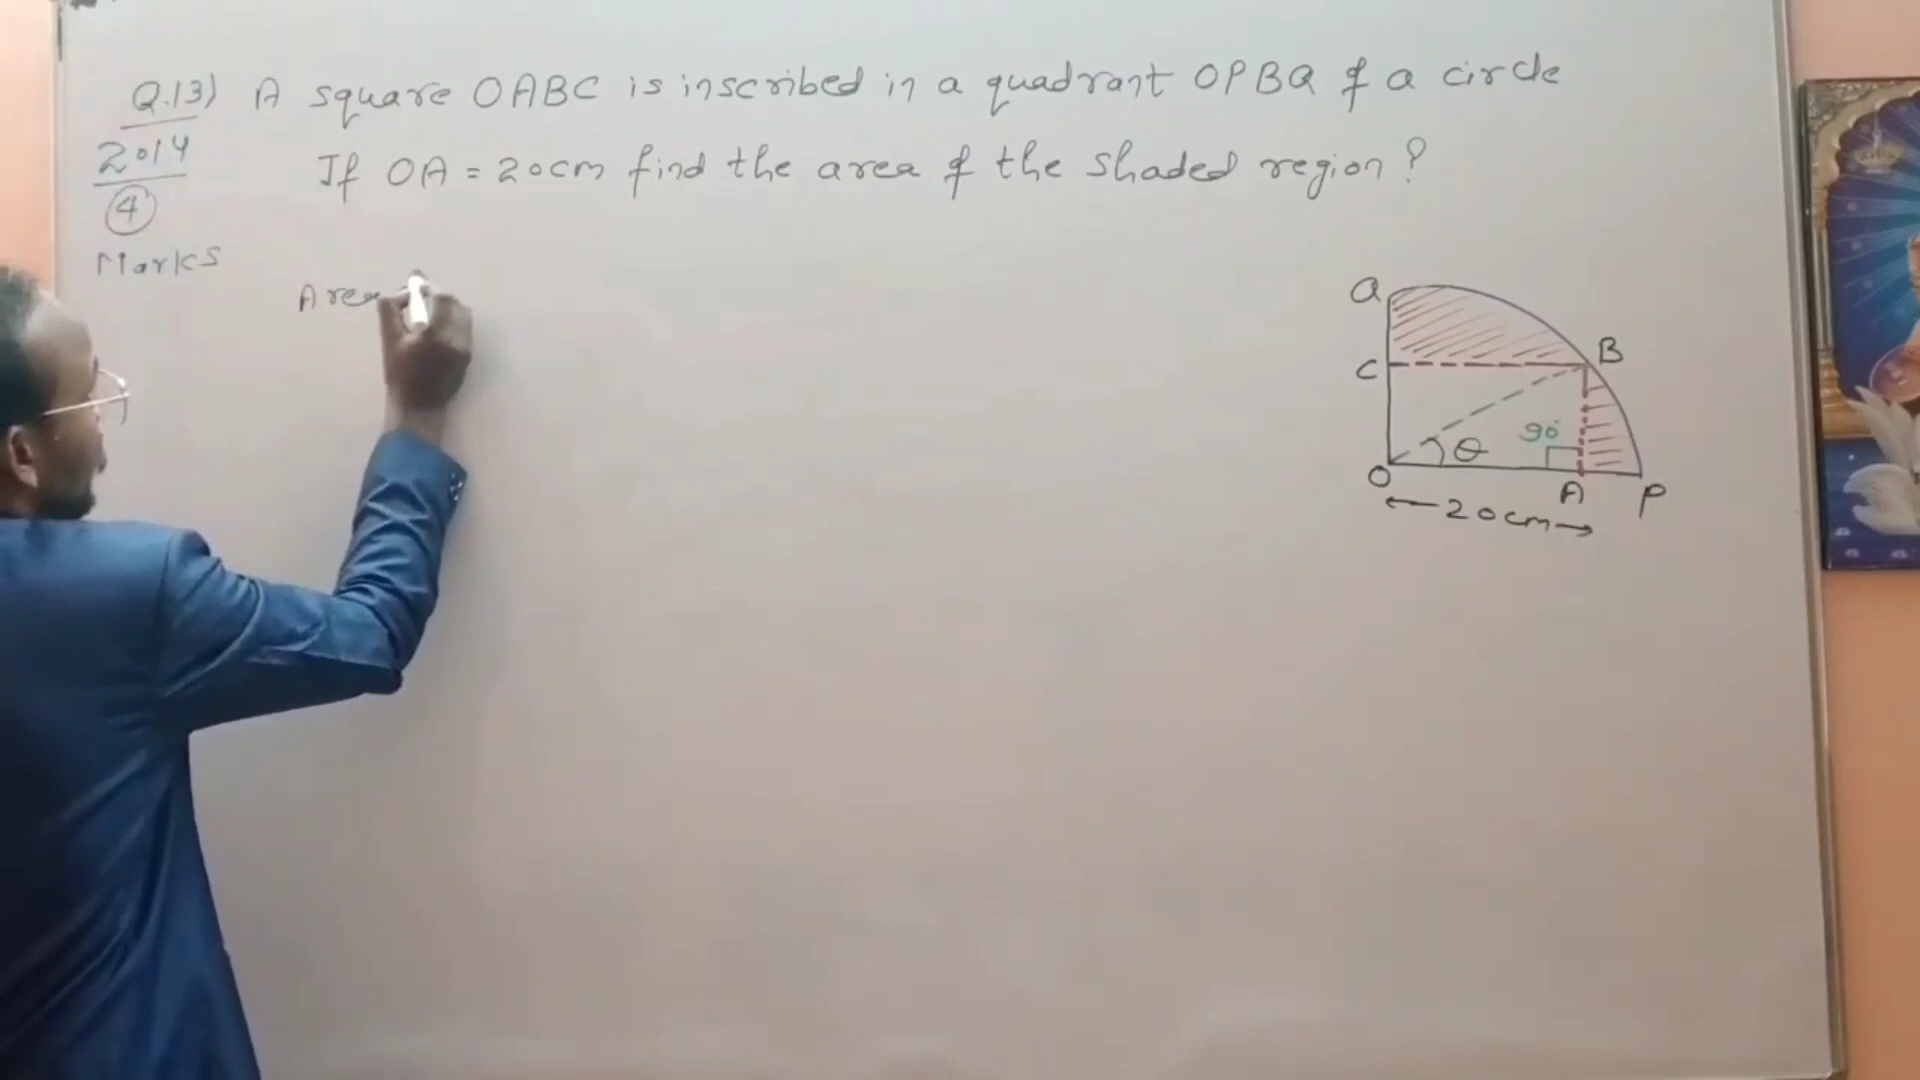 Q.13) A square OABC is inscribed in a quadrant OPBQ of a circle
2014 If OA = 20cm find the area of the shaded region ?
4
Marks
Area
Q
B
C
90°
θ
O
A
P
20cm